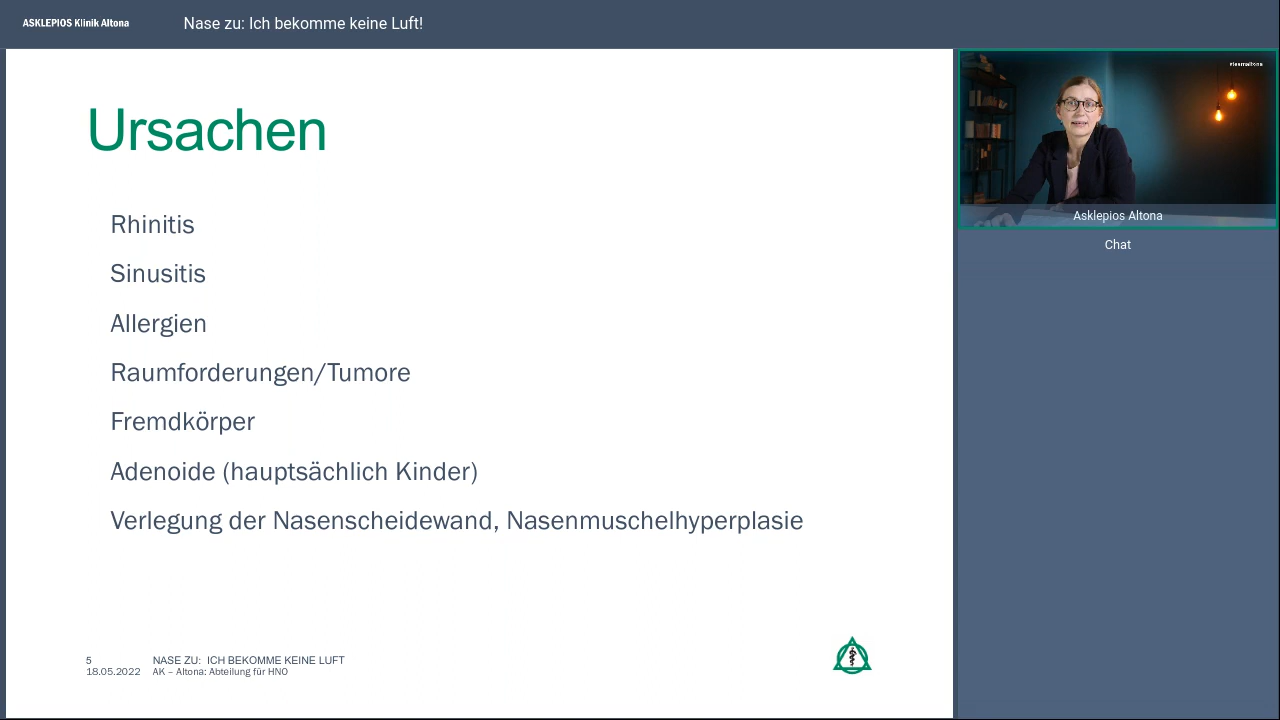 ASKLEPIOS Klinik Altona
Nase zu: Ich bekomme keine Luft!
Ursachen
Rhinitis
Sinusitis
Allergien
Raumforderungen/Tumore
Fremdkörper
Adenoide (hauptsächlich Kinder)
Verlegung der Nasenscheidewand, Nasenmuschelhyperplasie
5 NASE ZU: ICH BEKOMME KEINE LUFT
18.05.2022 AK – Altona: Abteilung für HNO
#teamaltona
Asklepios Altona
Chat